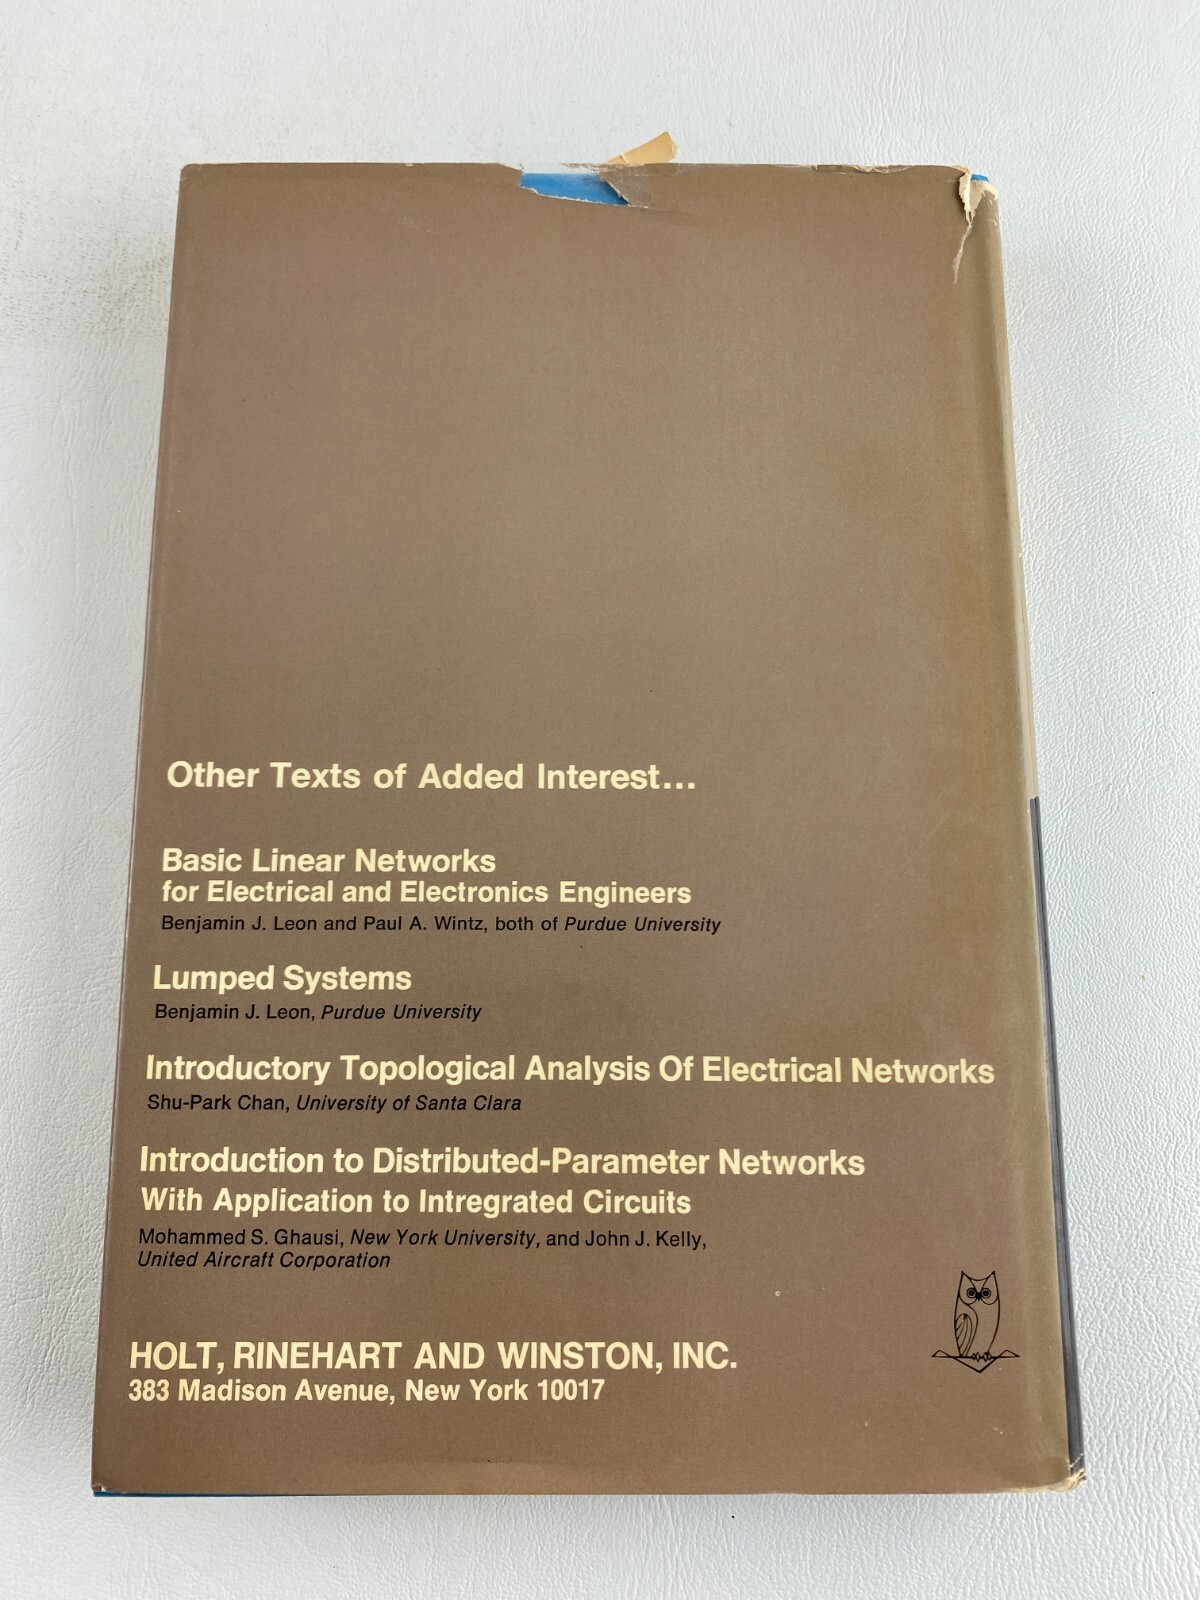 Other Texts of Added Interest...
Basic Linear Networks
for Electrical and Electronics Engineers
Benjamin J. Leon and Paul A. Wintz, both of Purdue University
Lumped Systems
Benjamin J. Leon, Purdue University
Introductory Topological Analysis Of Electrical Networks
Shu-Park Chan, University of Santa Clara
Introduction to Distributed-Parameter Networks
With Application to Intregrated Circuits
Mohammed S. Ghausi, New York University, and John J. Kelly,
United Aircraft Corporation
HOLT, RINEHART AND WINSTON, INC.
383 Madison Avenue, New York 10017